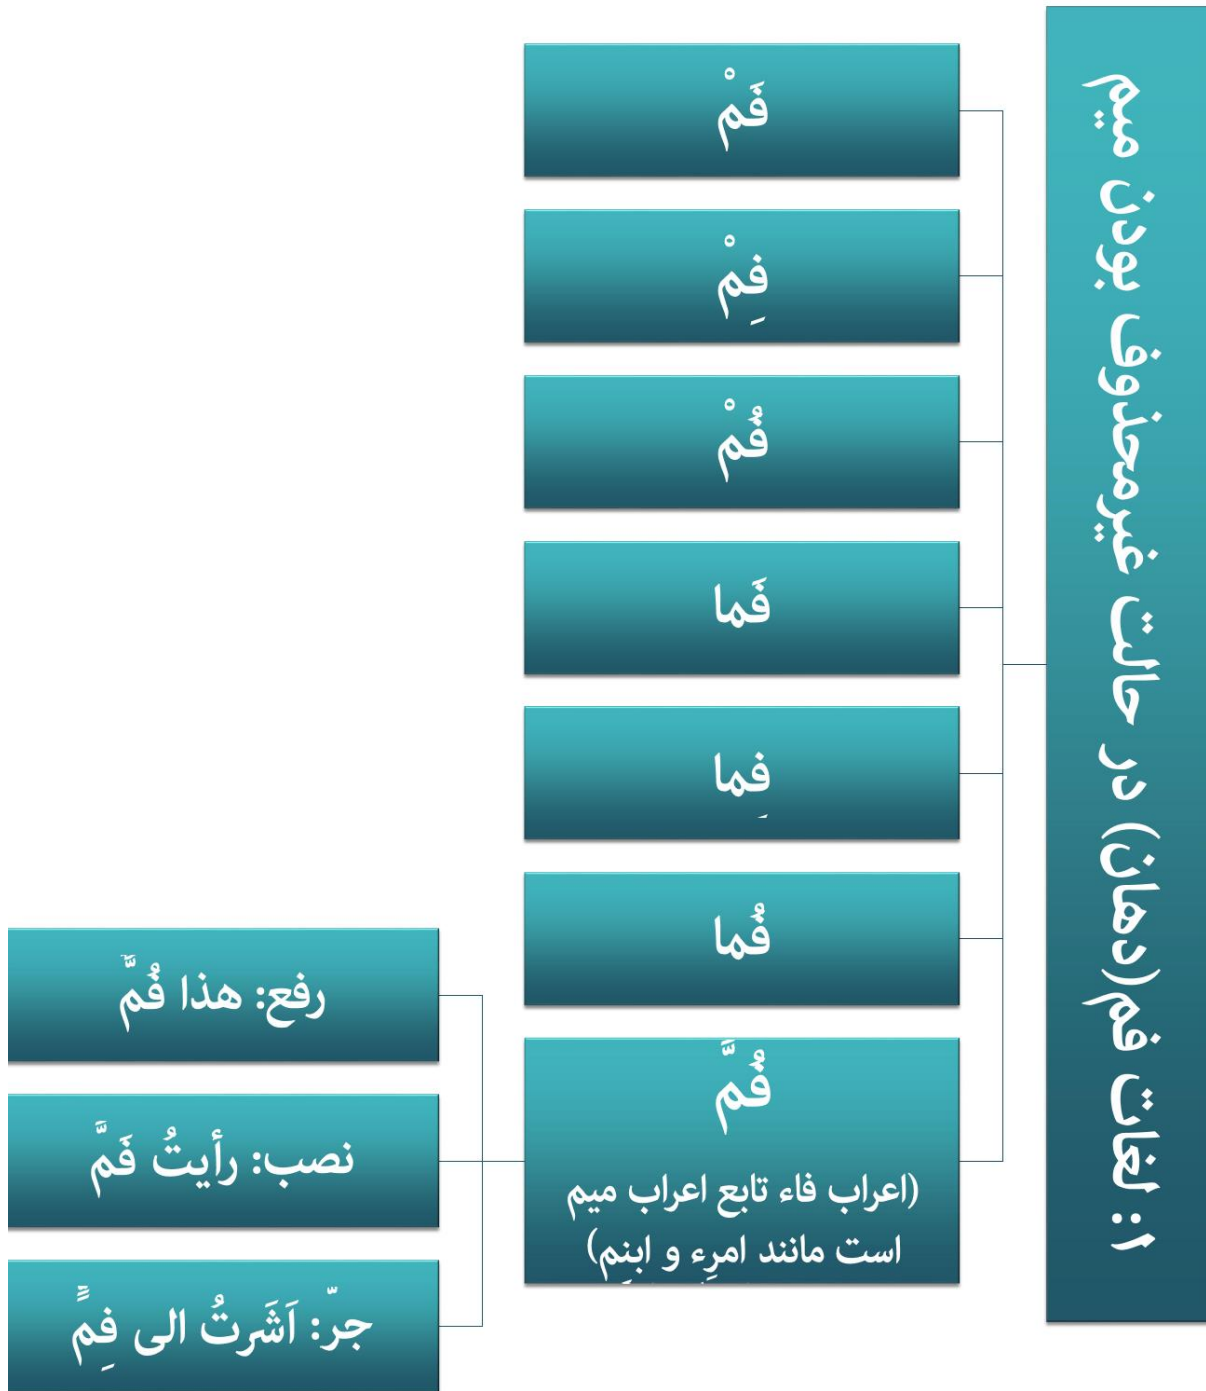 ۱: لغات فم(دهان) در حالت غیرمحذوف بودن میم
فَمْ
فِمْ
فُمْ
فَما
فِما
فُما
فُمَّ
(اعراب فاء تابع اعراب میم
است مانند امرِء و ابنِم)
رفع: هذا فُمَّ
نصب: رأیتُ فَمَّ
جرّ: اَشَرتُ الی فِمًّ